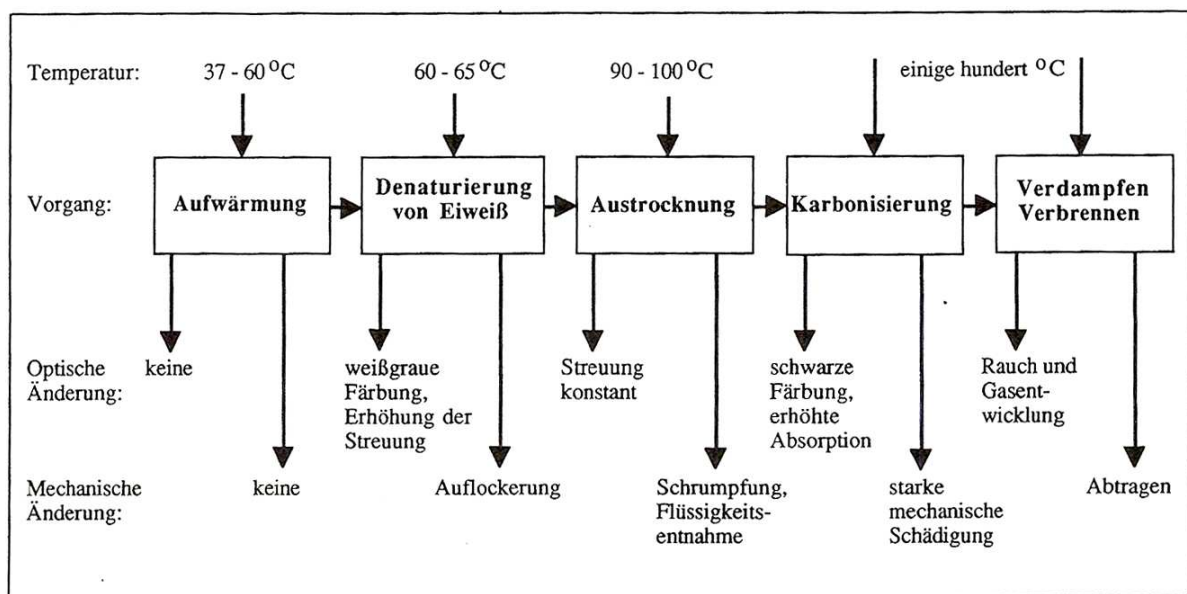 Temperatur: 37 - 60 °C 60 - 65 °C 90 - 100 °C einige hundert °C
Vorgang:
Aufwärmung
Denaturierung
von Eiweiß
Austrocknung
Karbonisierung
Verdampfen
Verbrennen
Optische
Änderung:
keine
weißgraue
Färbung,
Erhöhung der
Streuung
Streuung
konstant
schwarze
Färbung,
erhöhte
Absorption
Rauch und
Gasent-
wicklung
Mechanische
Änderung:
keine
Auflockerung
Schrumpfung,
Flüssigkeits-
entnahme
starke
mechanische
Schädigung
Abtragen